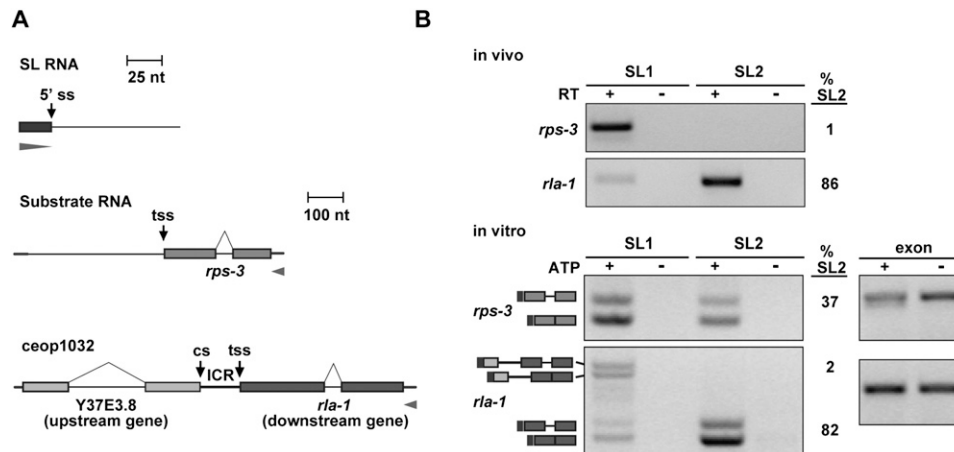 A
SL RNA
25 nt
5' ss
Substrate RNA
100 nt
tss
rps-3
ceop1032
cs
tss
ICR
Y37E3.8
(upstream gene)
rla-1
(downstream gene)
B
in vivo
SL1 SL2 %
RT + - + - SL2
rps-3 1
rla-1 86
in vitro
SL1 SL2 % exon
ATP + - + - SL2 + -
rps-3 37
2
rla-1
82